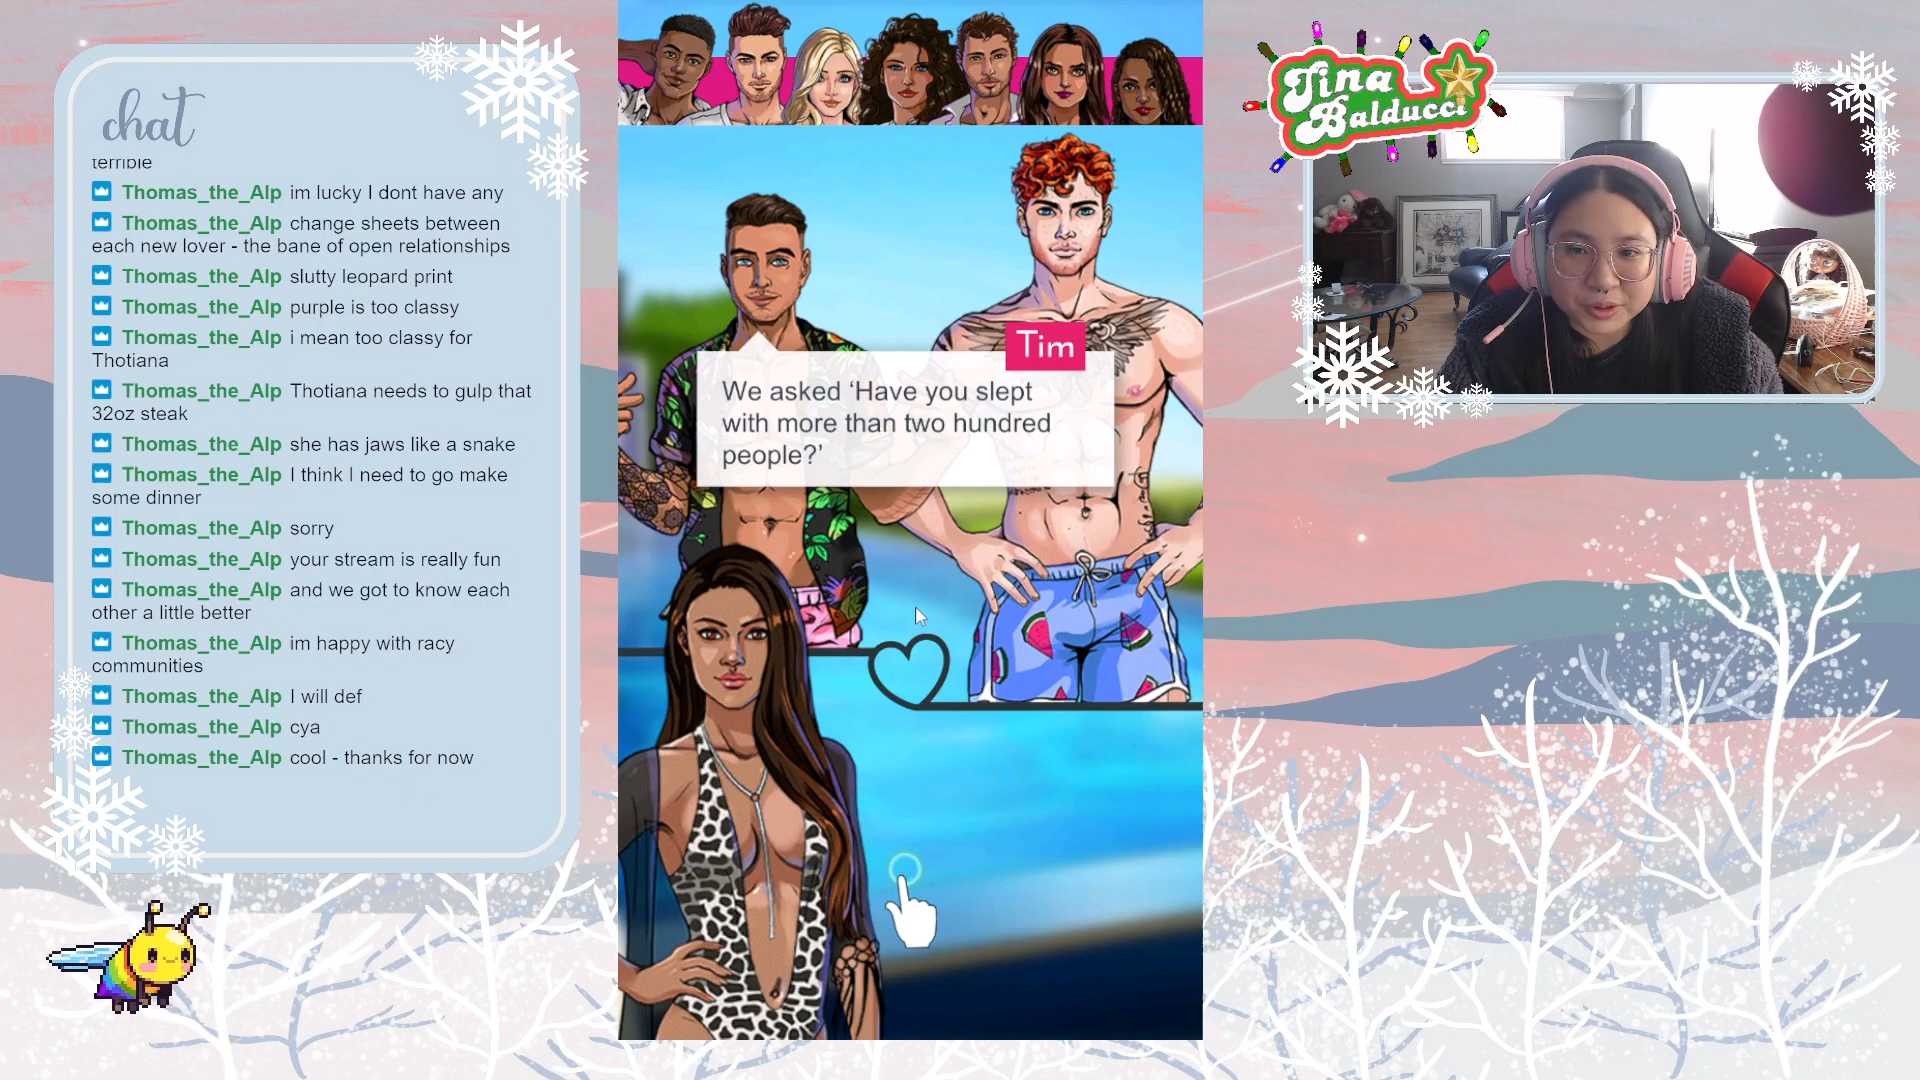 chat
terrible
Thomas_the_Alp im lucky I dont have any
Thomas_the_Alp change sheets between
each new lover - the bane of open relationships
Thomas_the_Alp slutty leopard print
Thomas_the_Alp purple is too classy
Thomas_the_Alp i mean too classy for
Thotiana
Thomas_the_Alp Thotiana needs to gulp that
32oz steak
Thomas_the_Alp she has jaws like a snake
Thomas_the_Alp I think I need to go make
some dinner
Thomas_the_Alp sorry
Thomas_the_Alp your stream is really fun
Thomas_the_Alp and we got to know each
other a little better
Thomas_the_Alp im happy with racy
communities
Thomas_the_Alp I will def
Thomas_the_Alp cya
Thomas_the_Alp cool - thanks for now
Tim
We asked ‘Have you slept
with more than two hundred
people?’
Tina
Balducci